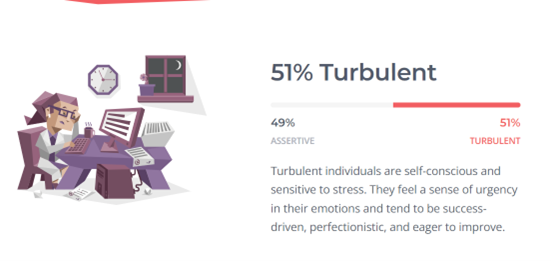 51% Turbulent
49%
51%
ASSERTIVE
TURBULENT
Turbulent individuals are self-conscious and
sensitive to stress. They feel a sense of urgency
in their emotions and tend to be success-
driven, perfectionistic, and eager to improve.